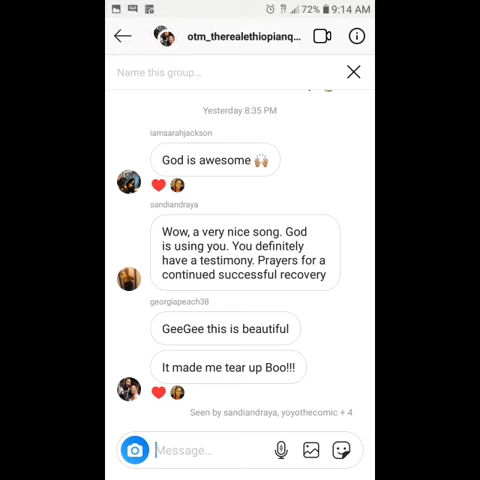 72% 9:14 AM
otm_therealethiopianq...
Name this group...
Yesterday 8:35 PM
iamsarahjackson
God is awesome 🙌🏽
sandiandraya
Wow, a very nice song. God
is using you. You definitely
have a testimony. Prayers for a
continued successful recovery
georgiapeach38
GeeGee this is beautiful
It made me tear up Boo!!!
Seen by sandiandraya, yoyothecomic + 4
Message...